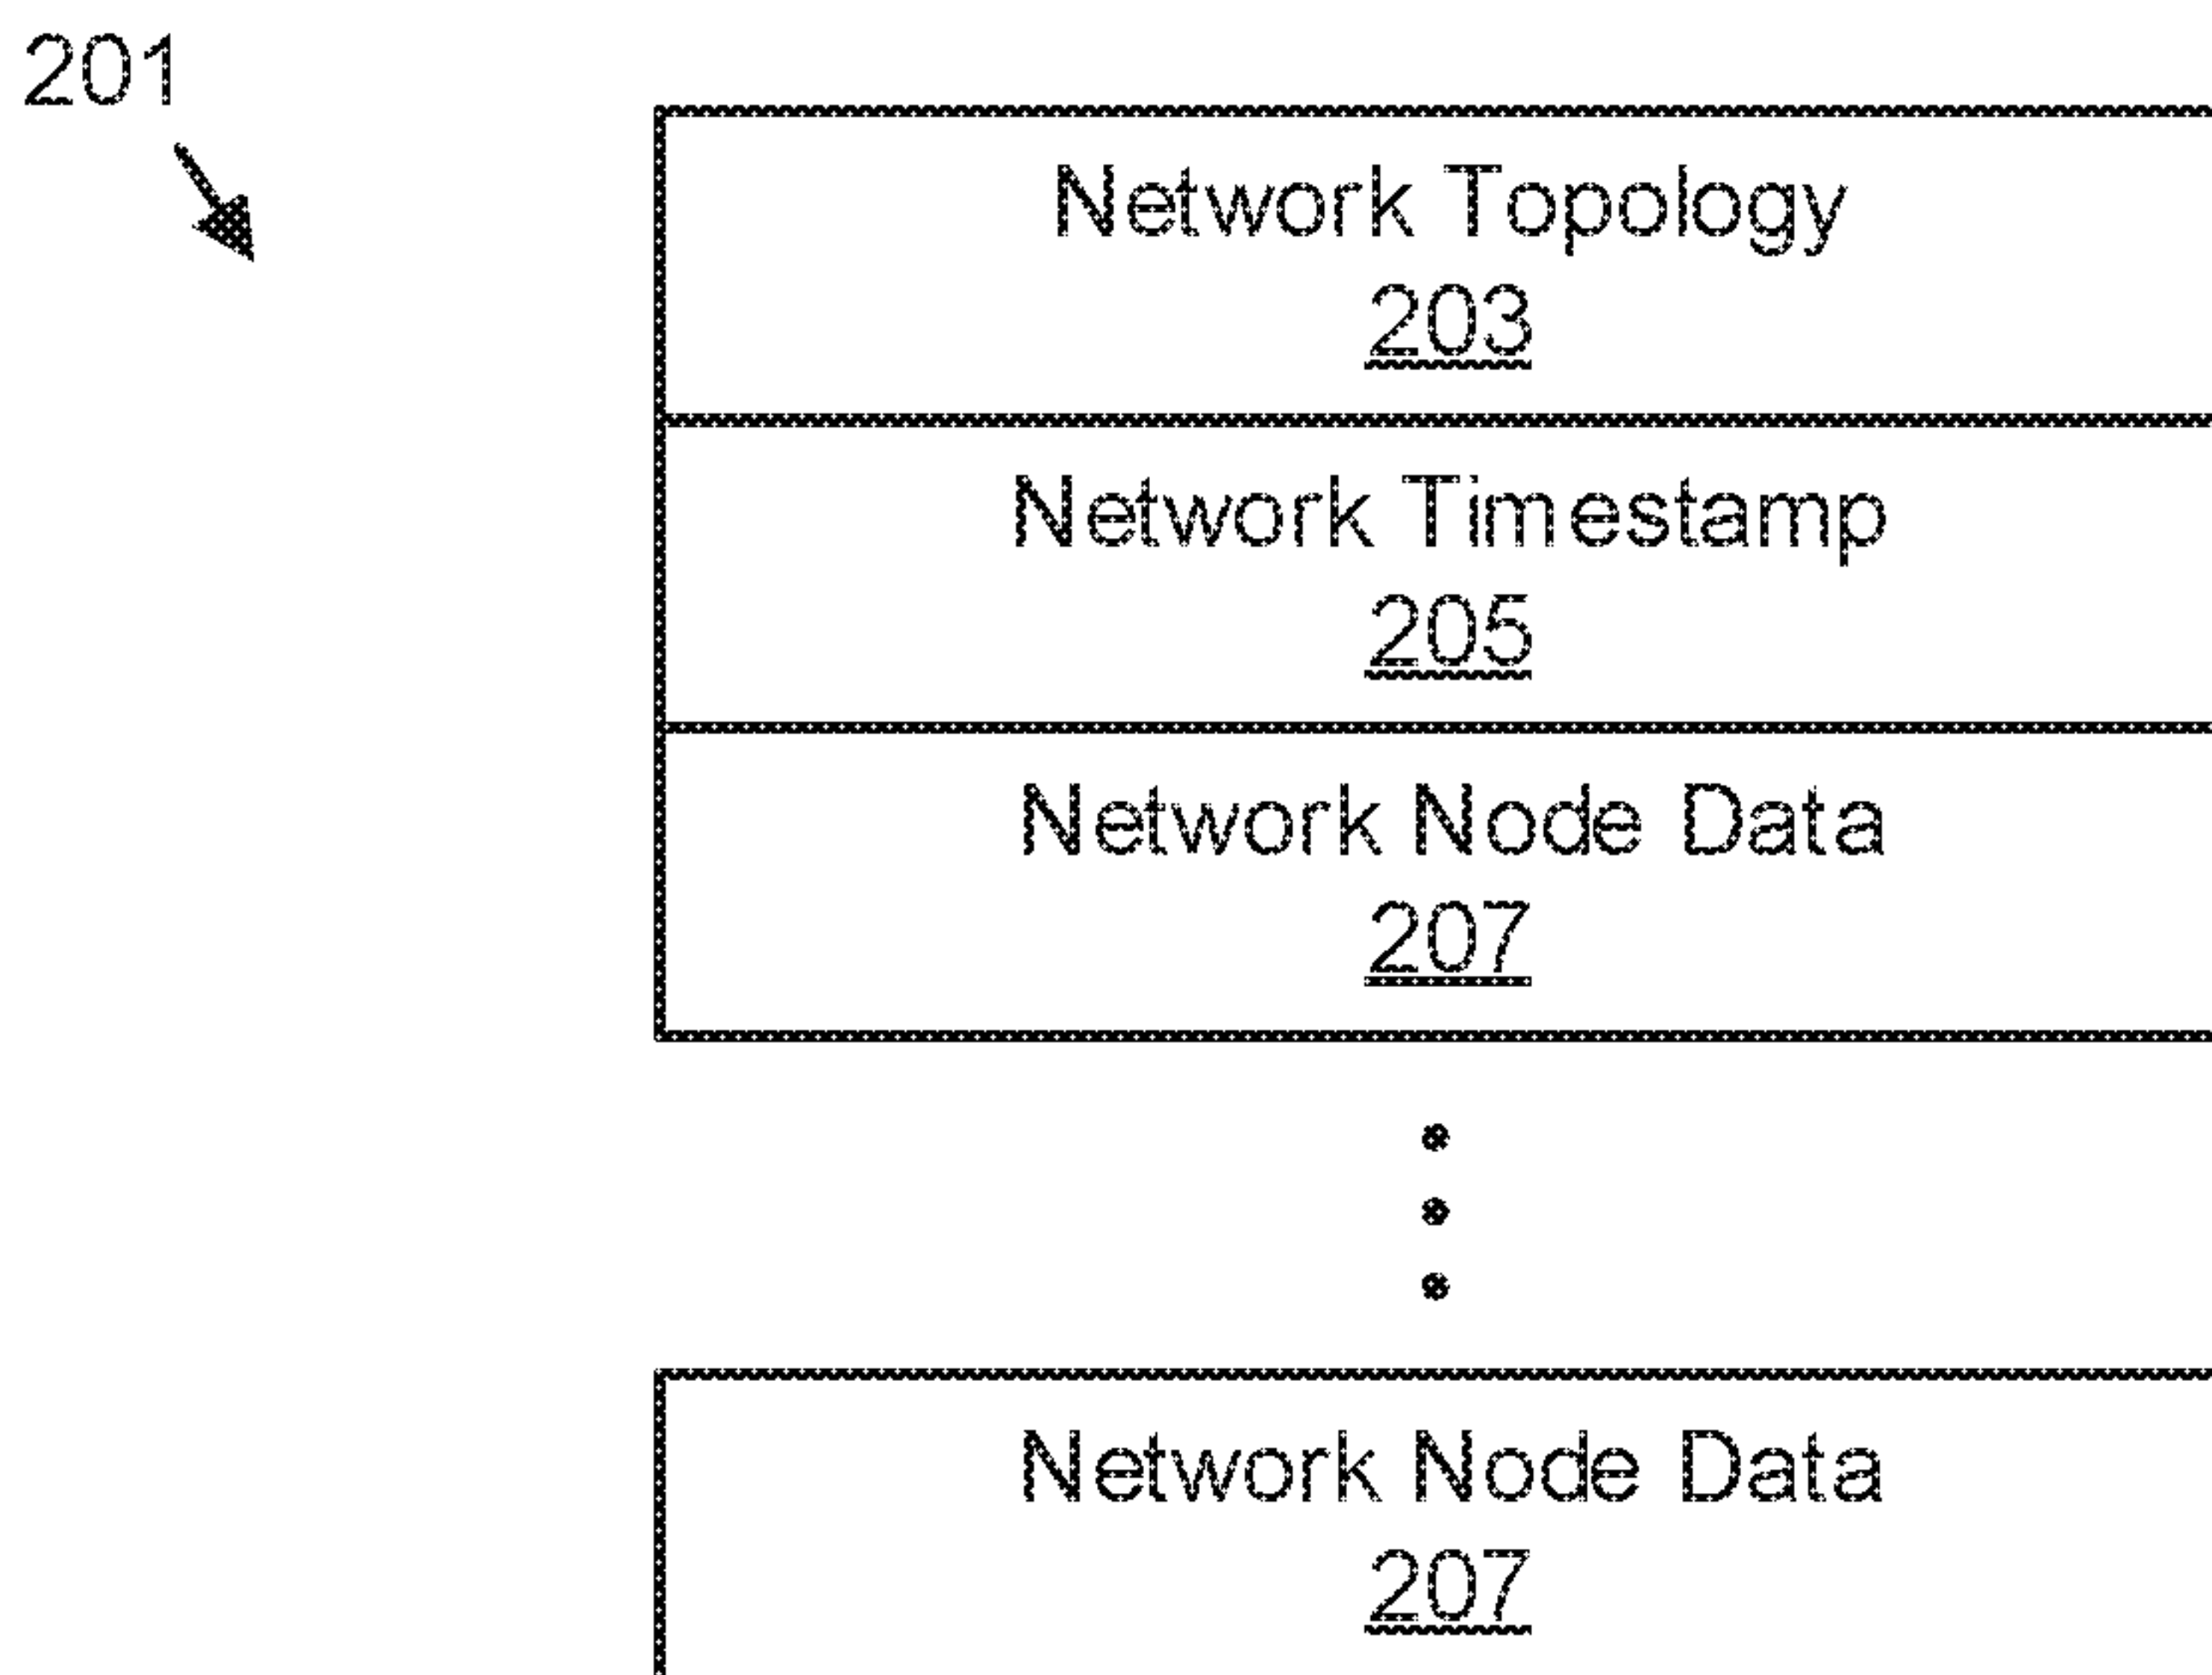 201
Network Topology
203
Network Timestamp
205
Network Node Data
207
Network Node Data
207